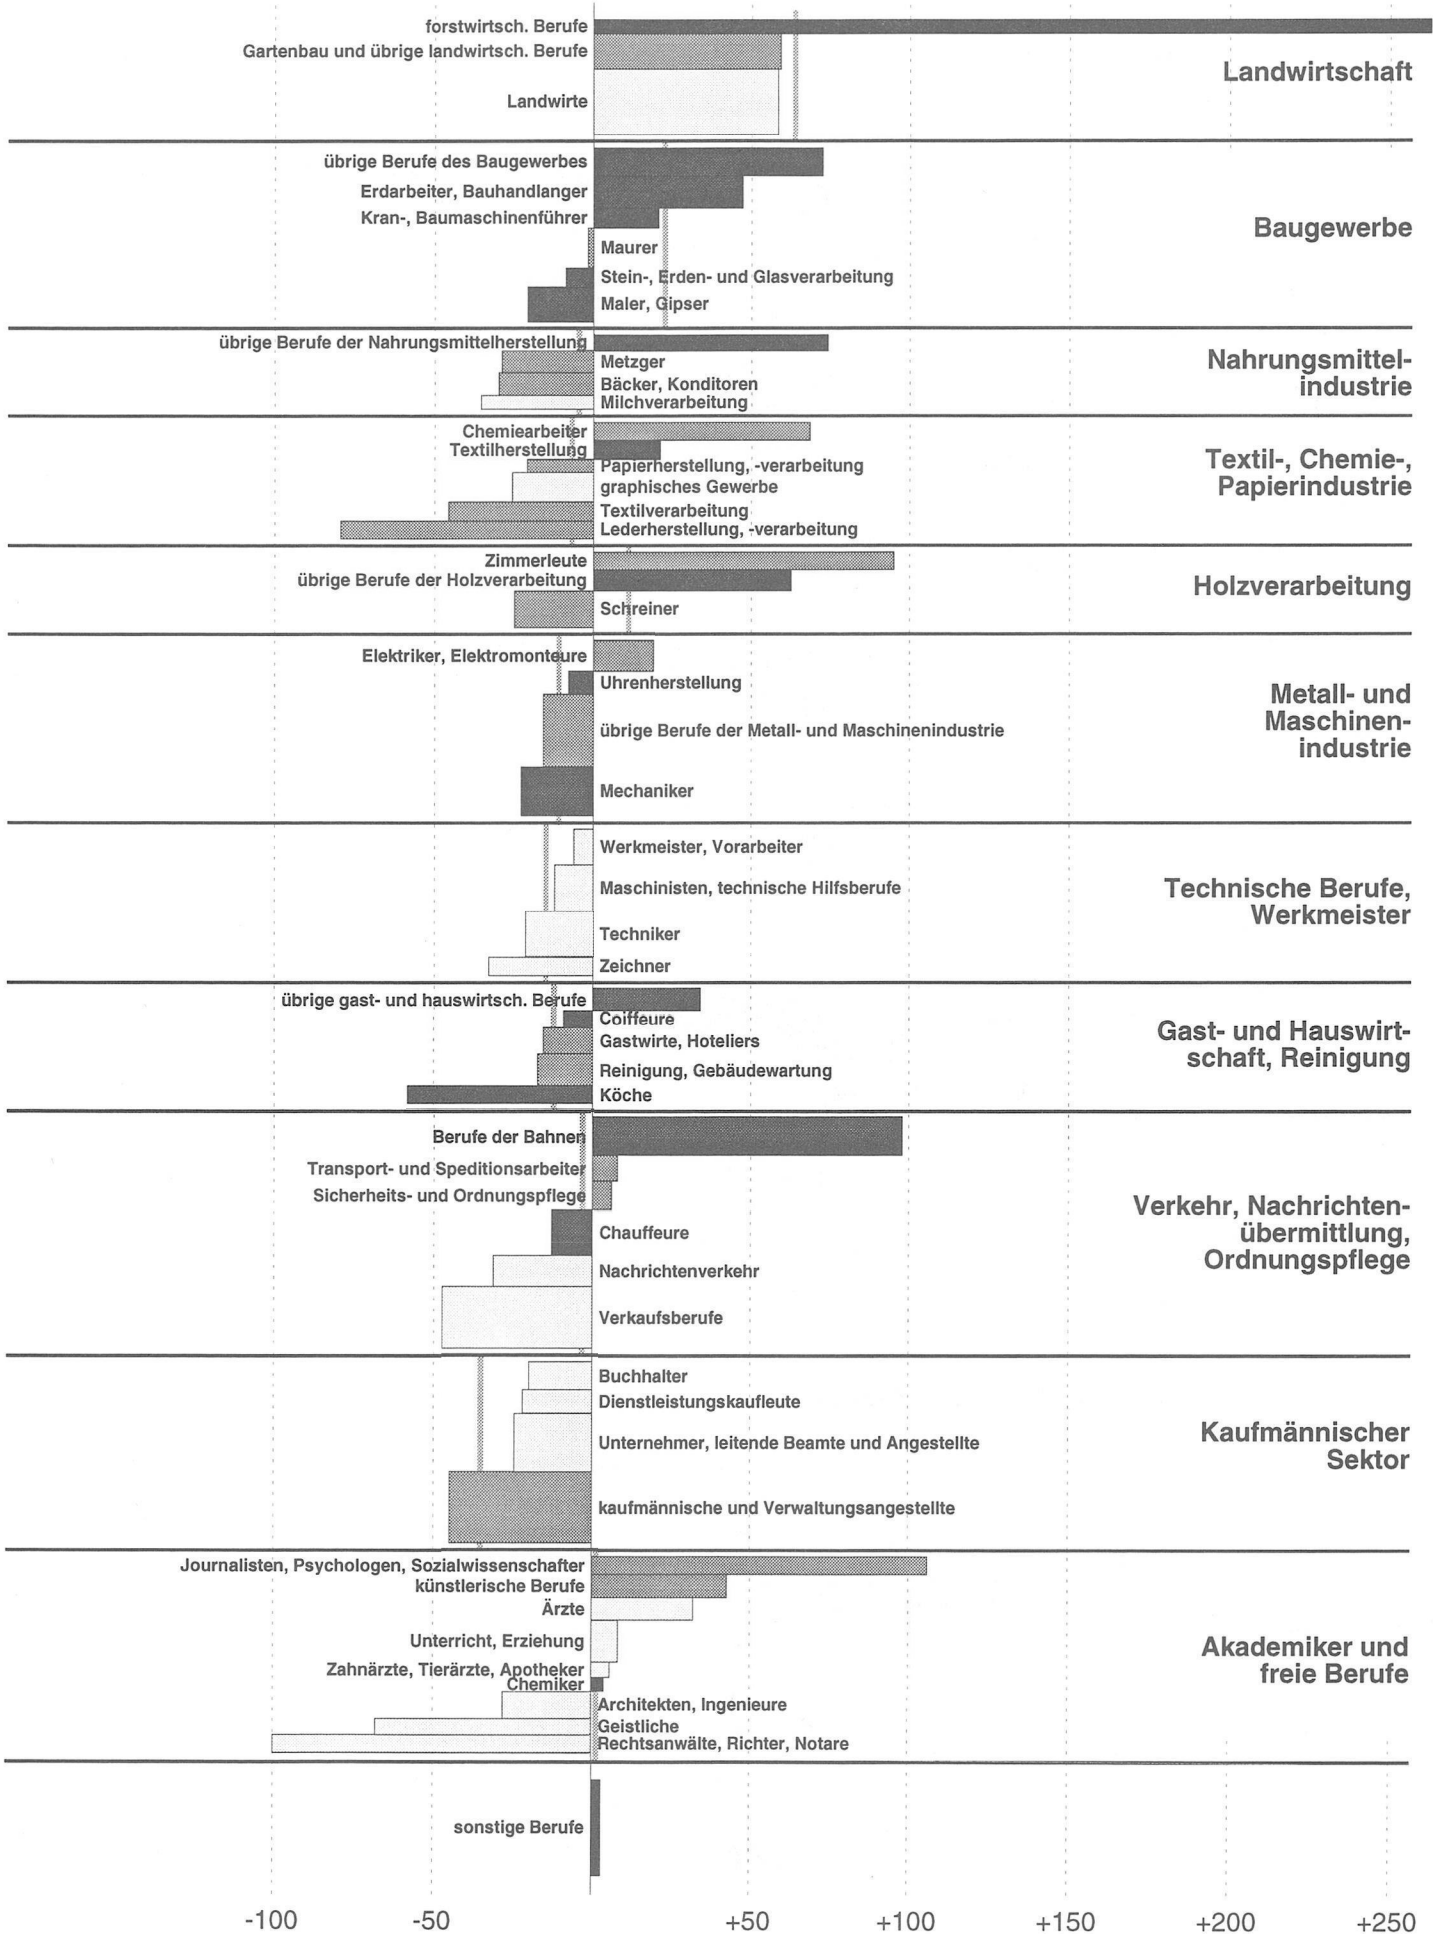 forstwirtsch. Berufe
Gartenbau und übrige landwirtsch. Berufe
Landwirtschaft
Landwirte
übrige Berufe des Baugewerbes
Erdarbeiter, Bauhandlanger
Kran-, Baumaschinenführer
Baugewerbe
Maurer
Stein-, Erden- und Glasverarbeitung
Maler, Gipser
übrige Berufe der Nahrungsmittelherstellung
Metzger
Bäcker, Konditoren
Milchverarbeitung
Nahrungsmittel-
industrie
Chemiearbeiter
Textilherstellung
Papierherstellung, -verarbeitung
graphisches Gewerbe
Textilverarbeitung
Lederherstellung, -verarbeitung
Textil-, Chemie-,
Papierindustrie
Zimmerleute
übrige Berufe der Holzverarbeitung
Schreiner
Holzverarbeitung
Elektriker, Elektromonteure
Uhrenherstellung
übrige Berufe der Metall- und Maschinenindustrie
Mechaniker
Metall- und
Maschinen-
industrie
Werkmeister, Vorarbeiter
Maschinisten, technische Hilfsberufe
Techniker
Zeichner
Technische Berufe,
Werkmeister
übrige gast- und hauswirtsch. Berufe
Coiffeure
Gastwirte, Hoteliers
Reinigung, Gebäudewartung
Köche
Gast- und Hauswirt-
schaft, Reinigung
Berufe der Bahnen
Transport- und Speditionsarbeiter
Sicherheits- und Ordnungspflege
Chauffeure
Nachrichtenverkehr
Verkaufsberufe
Verkehr, Nachrichten-
übermittlung,
Ordnungspflege
Buchhalter
Dienstleistungskaufleute
Unternehmer, leitende Beamte und Angestellte
kaufmännische und Verwaltungsangestellte
Kaufmännischer
Sektor
Journalisten, Psychologen, Sozialwissenschafter
künstlerische Berufe
Ärzte
Unterricht, Erziehung
Zahnärzte, Tierärzte, Apotheker
Chemiker
Architekten, Ingenieure
Geistliche
Rechtsanwälte, Richter, Notare
Akademiker und
freie Berufe
sonstige Berufe
-100 -50 +50 +100 +150 +200 +250